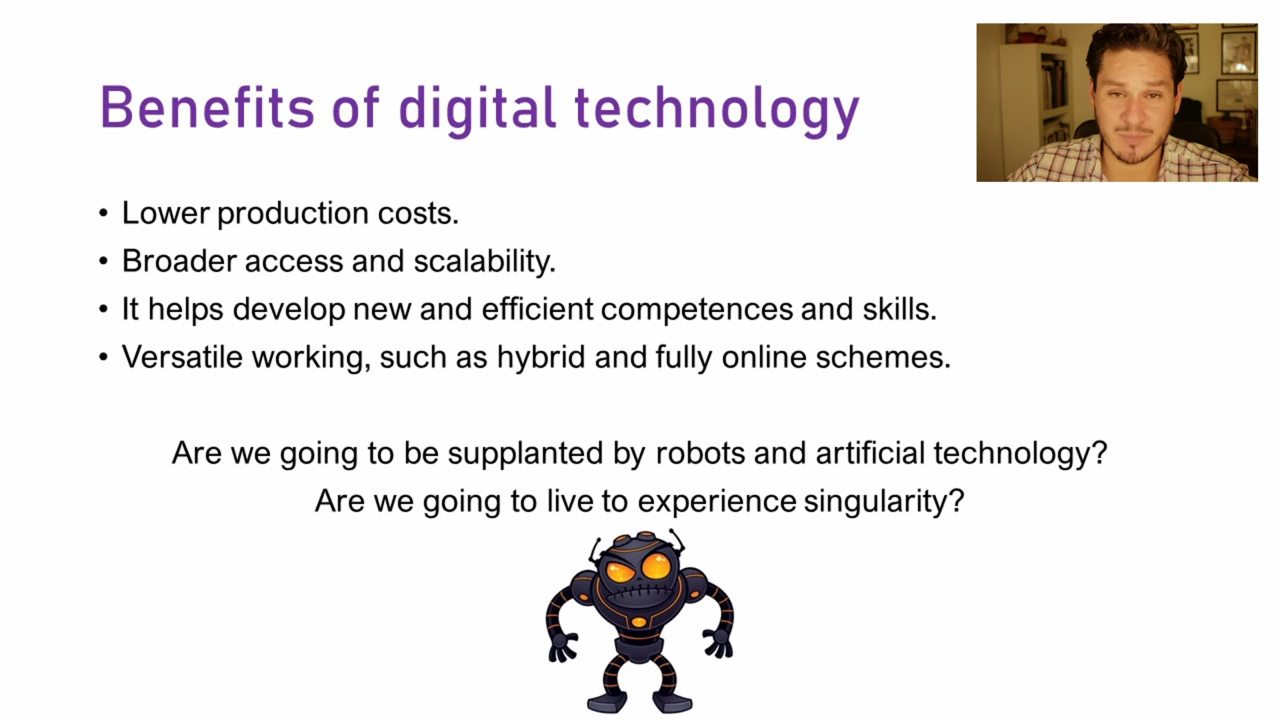 Benefits of digital technology
• Lower production costs.
• Broader access and scalability.
• It helps develop new and efficient competences and skills.
• Versatile working, such as hybrid and fully online schemes.
Are we going to be supplanted by robots and artificial technology?
Are we going to live to experience singularity?